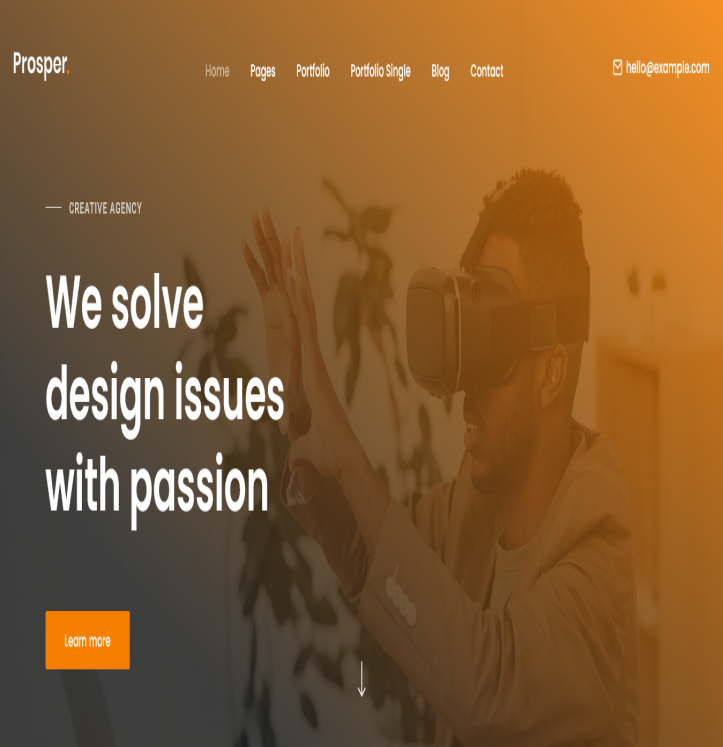 Prosper.
Home Pages Portfolio Portfolio Single Blog Contact
hello@example.com
CREATIVE AGENCY
We solve
design issues
with passion
Learn more